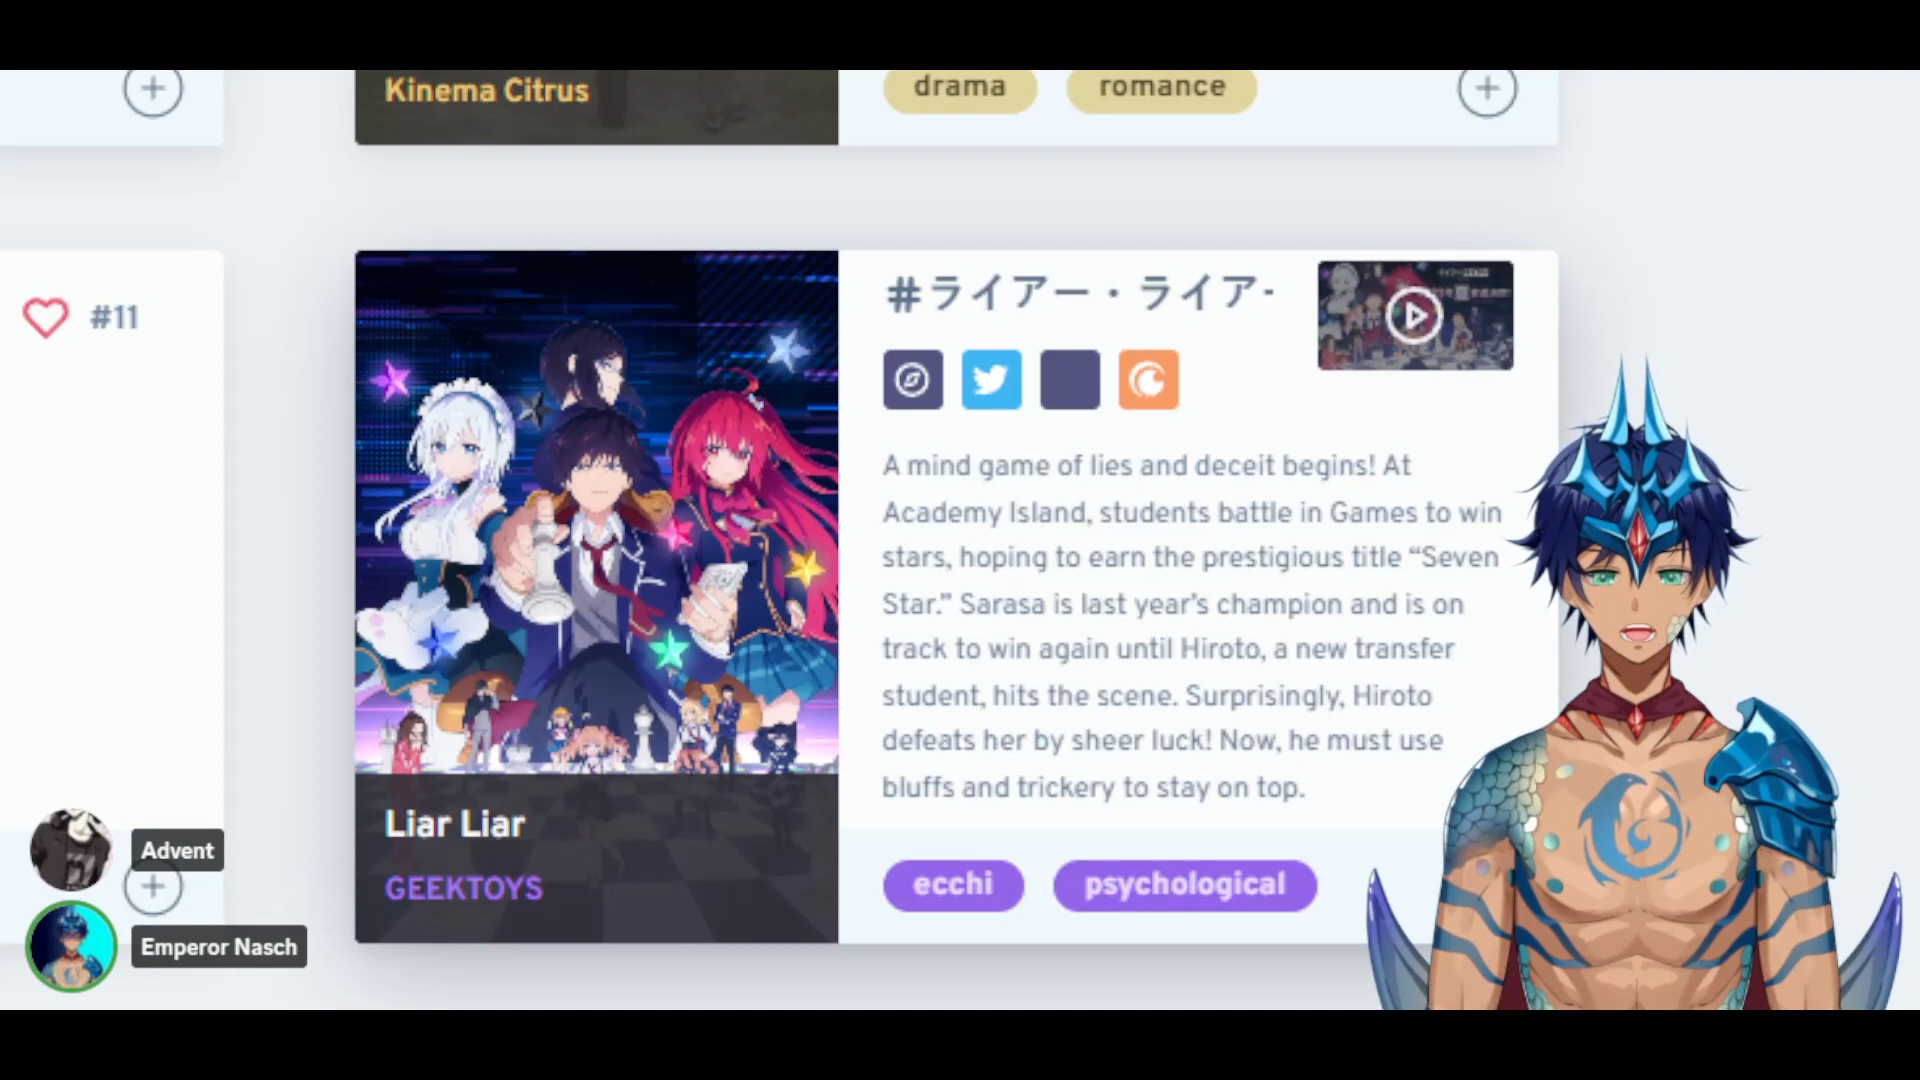 Kinema Citrus
drama
romance
#11
#ライアー・ライア-
A mind game of lies and deceit begins! At
Academy Island, students battle in Games to win
stars, hoping to earn the prestigious title “Seven
Star.” Sarasa is last year’s champion and is on
track to win again until Hiroto, a new transfer
student, hits the scene. Surprisingly, Hiroto
defeats her by sheer luck! Now, he must use
bluffs and trickery to stay on top.
Liar Liar
GEEKTOYS
ecchi
psychological
Advent
Emperor Nasch